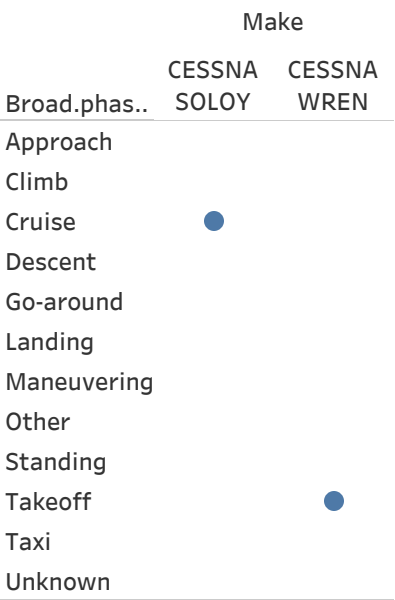 Make
CESSNA CESSNA
Broad.phas.. SOLOY WREN
Approach
Climb
Cruise
Descent
Go-around
Landing
Maneuvering
Other
Standing
Takeoff
Taxi
Unknown